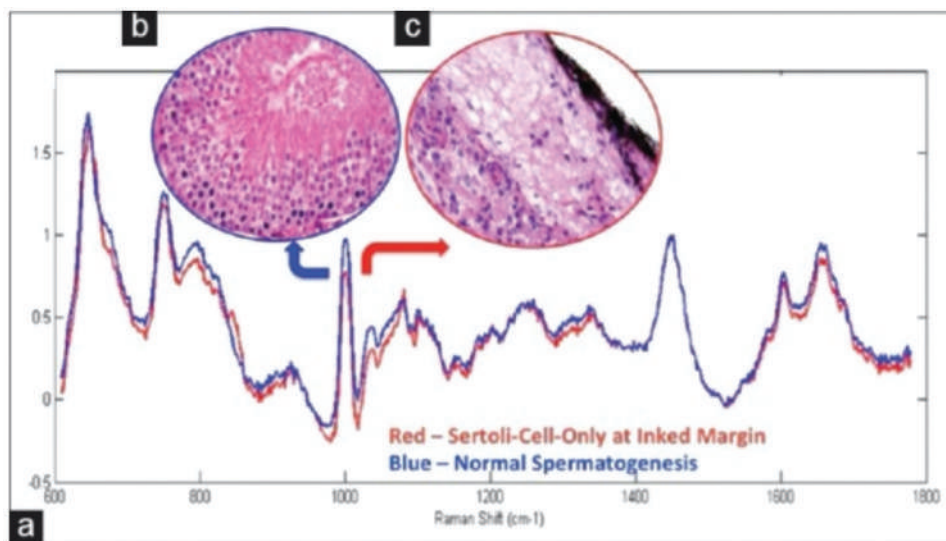 b
c
1.5
1
0.5
0
-0.5
Red – Sertoli-Cell-Only at Inked Margin
Blue – Normal Spermatogenesis
600 800 1000 1200 1400 1600 1800
Raman Shift (cm-1)
a